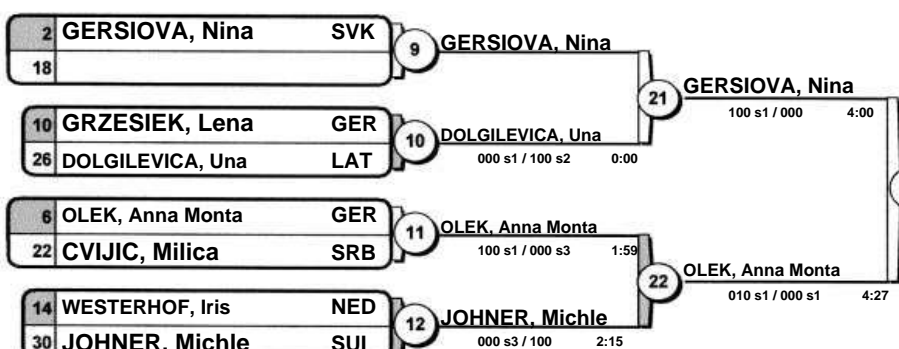 2 GERSIOVA, Nina SVK
18
9 GERSIOVA, Nina
10 GRZESIEK, Lena GER
26 DOLGILEVICA, Una LAT
10 DOLGILEVICA, Una
000 s1 / 100 s2 0:00
21 GERSIOVA, Nina
100 s1 / 000 4:00
6 OLEK, Anna Monta GER
22 CVIJIC, Milica SRB
11 OLEK, Anna Monta
100 s1 / 000 s3 1:59
14 WESTERHOF, Iris NED
30 JOHNER, Michle SUI
12 JOHNER, Michle
000 s3 / 100 2:15
22 OLEK, Anna Monta
010 s1 / 000 s1 4:27